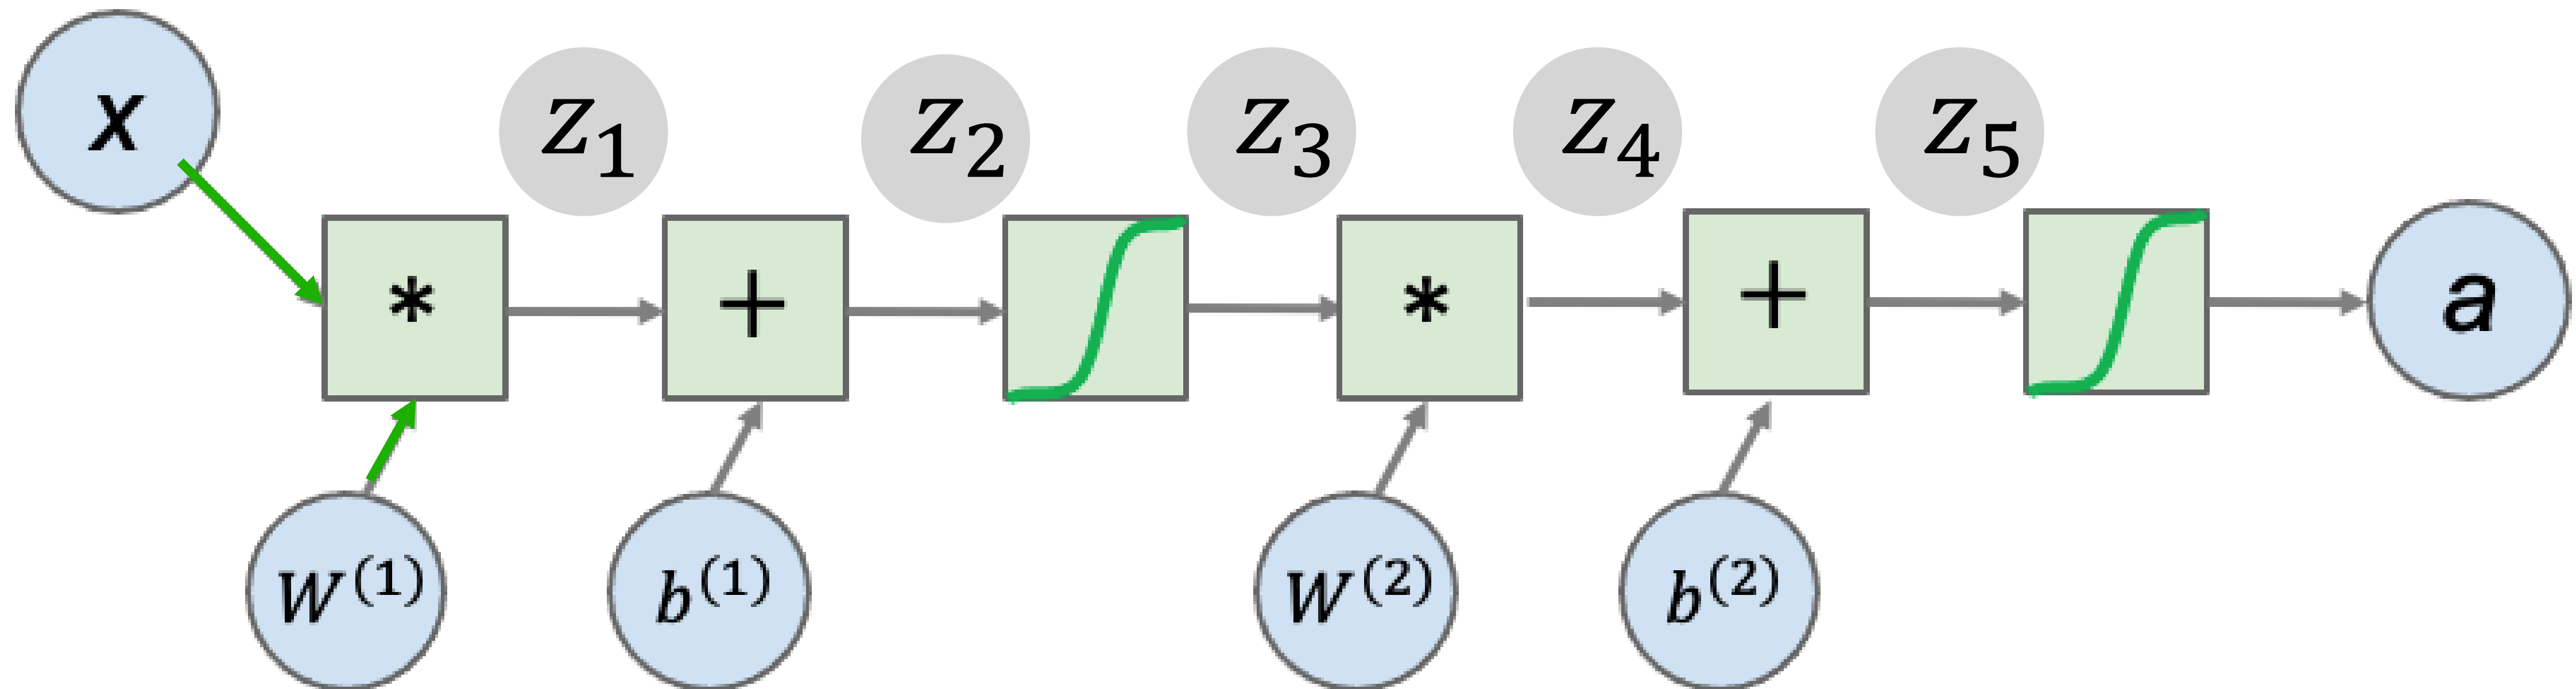 x
z₁ z₂ z₃ z₄ z₅
* + * + a
W⁽¹⁾ b⁽¹⁾ W⁽²⁾ b⁽²⁾